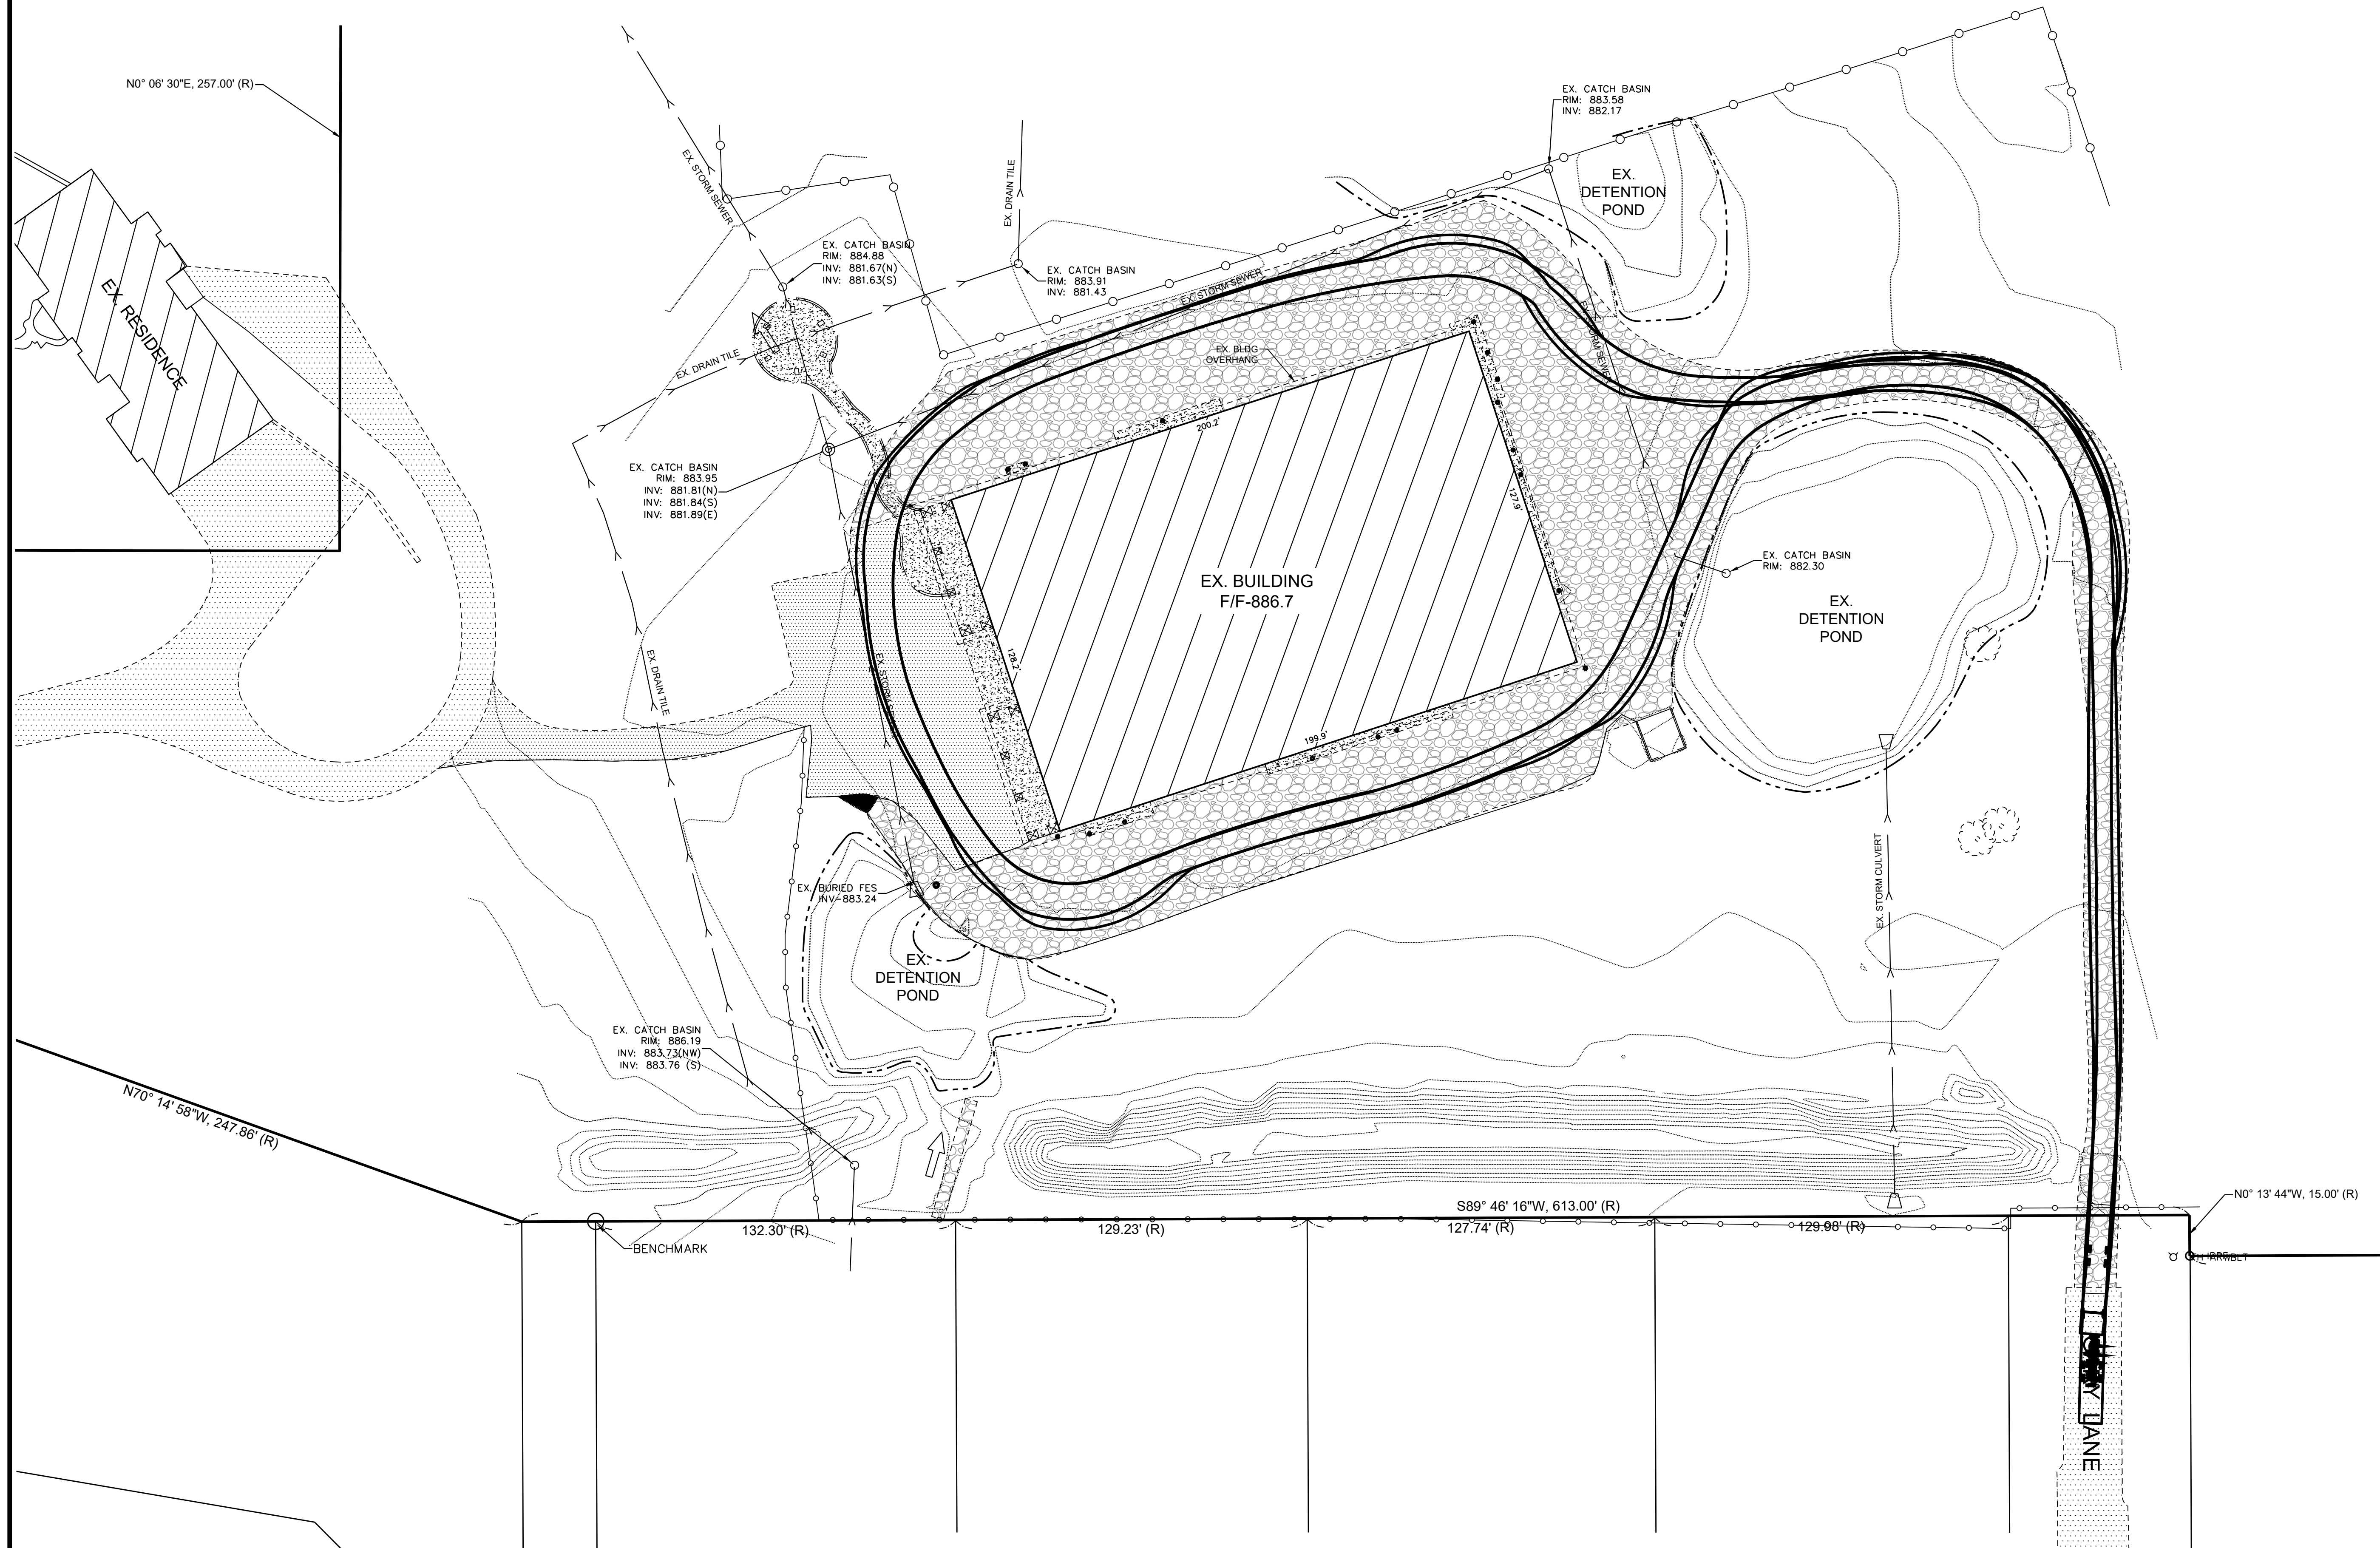 N0° 06' 30"E, 257.00' (R)
EX. CATCH BASIN
RIM: 883.58
INV: 882.17
EX.
DETENTION
POND
EX. STORM SEWER
EX. DRAIN TILE
EX. CATCH BASIN
RIM: 884.88
INV: 881.67(N)
INV: 881.63(S)
EX. CATCH BASIN
RIM: 883.91
INV: 881.43
EX. STORM SEWER
EX. RESIDENCE
EX. DRAIN TILE
EX. BLDG
OVERHANG
EX. STORM SEWER
200.2'
EX. CATCH BASIN
RIM: 883.95
INV: 881.81(N)
INV: 881.84(S)
INV: 881.89(E)
127.9'
EX. BUILDING
F/F-886.7
EX. CATCH BASIN
RIM: 882.30
EX.
DETENTION
POND
EX. DRAIN TILE
EX. STORM SEWER
128.2'
199.9'
EX. STORM CULVERT
EX. BURIED FES
INV-883.24
EX.
DETENTION
POND
EX. CATCH BASIN
RIM: 886.19
INV: 883.73(NW)
INV: 883.76 (S)
N70° 14' 58"W, 247.86' (R)
S89° 46' 16"W, 613.00' (R)
N0° 13' 44"W, 15.00' (R)
132.30' (R)
129.23' (R)
127.74' (R)
129.98' (R)
BENCHMARK
LANE